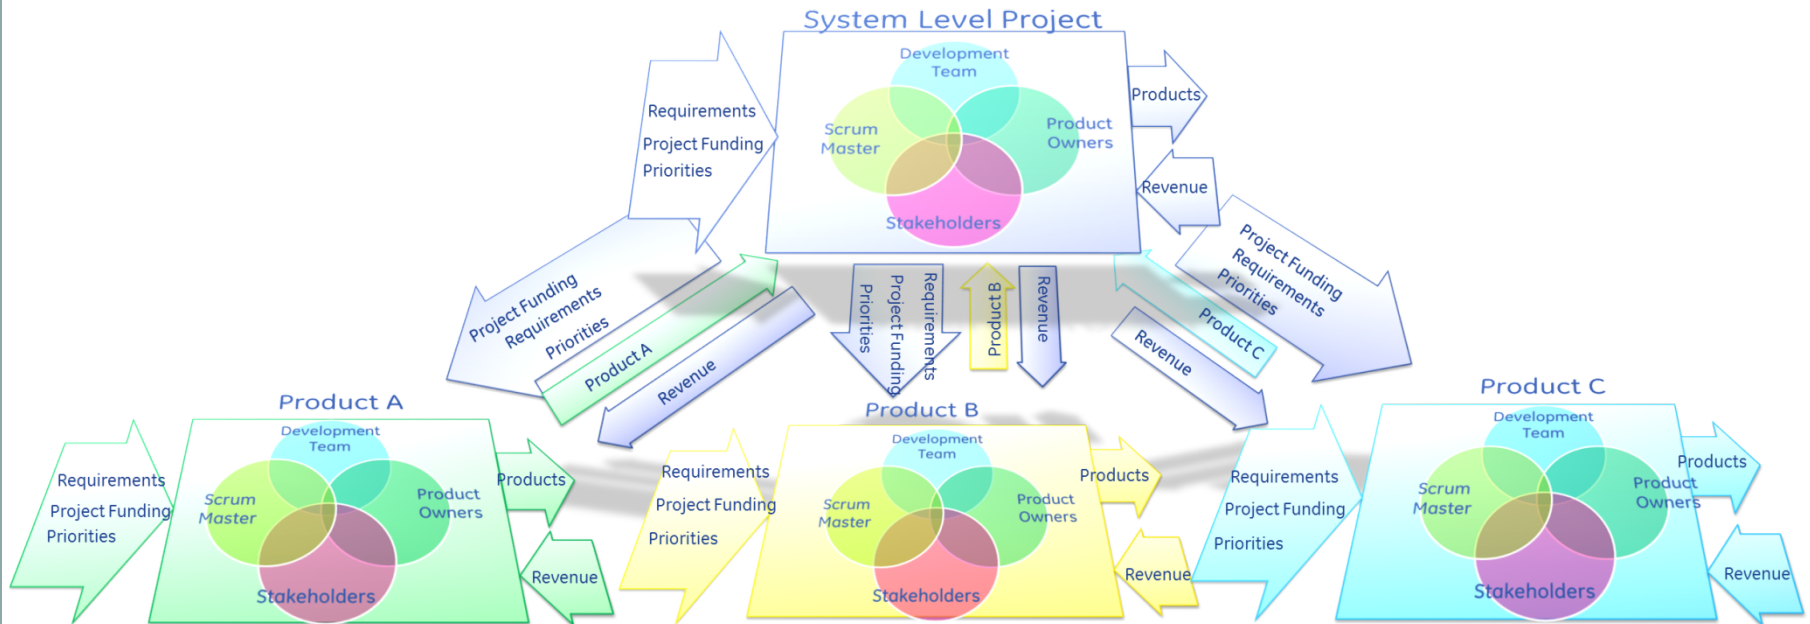 System Level Project
Development
Team
Scrum
Master
Product
Owners
Stakeholders
Requirements
Project Funding
Priorities
Products
Revenue
Project Funding
Requirements
Priorities
Product A
Revenue
Requirements
Project Funding
Priorities
Product B
Revenue
Product C
Revenue
Project Funding
Requirements
Priorities
Product A
Requirements
Project Funding
Priorities
Development
Team
Scrum
Master
Product
Owners
Stakeholders
Products
Revenue
Product B
Requirements
Project Funding
Priorities
Development
Team
Scrum
Master
Product
Owners
Stakeholders
Products
Revenue
Product C
Requirements
Project Funding
Priorities
Development
Team
Scrum
Master
Product
Owners
Stakeholders
Products
Revenue